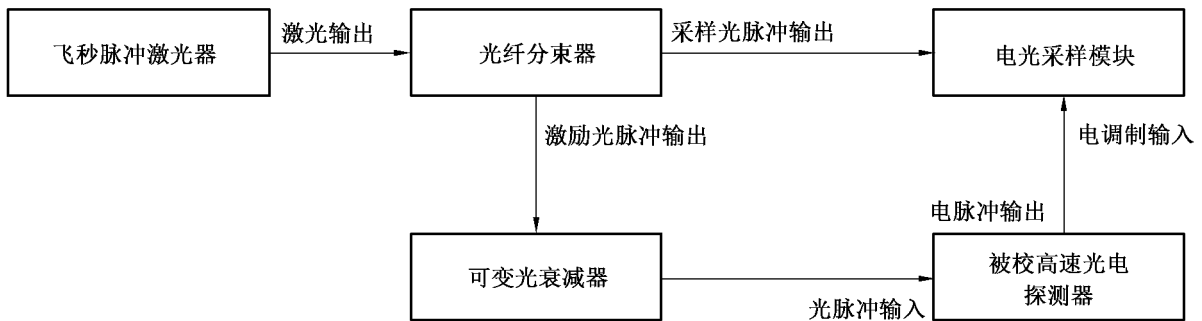 飞秒脉冲激光器
激光输出
光纤分束器
采样光脉冲输出
电光采样模块
激励光脉冲输出
电调制输入
电脉冲输出
可变光衰减器
光脉冲输入
被校高速光电
探测器